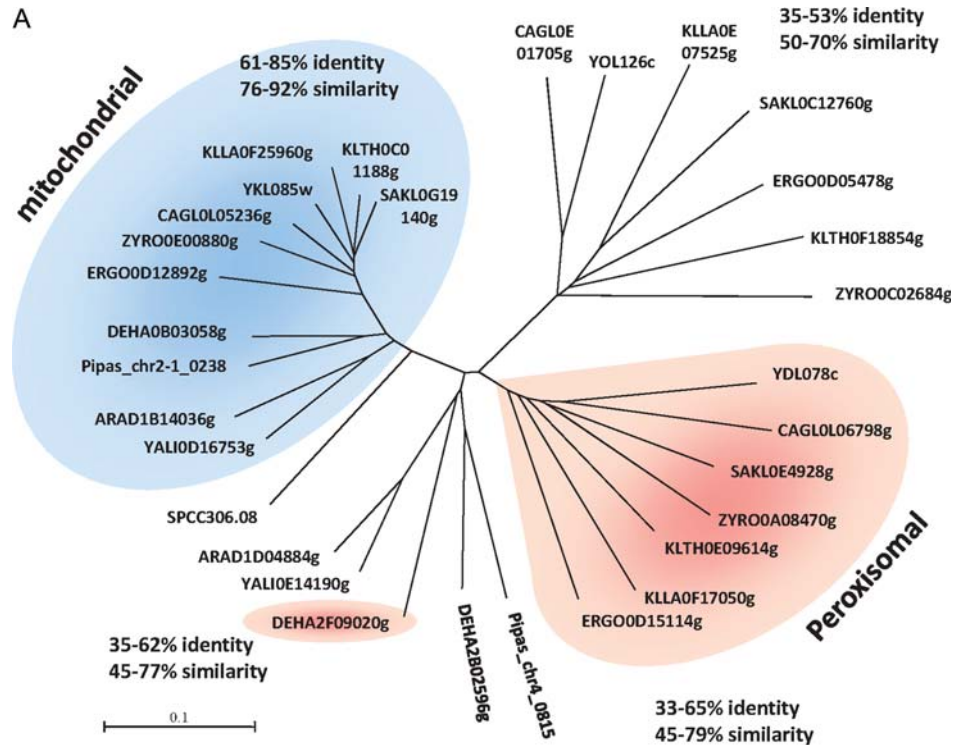 A
35-53% identity
50-70% similarity
CAGL0E
01705g
YOL126c
KLLA0E
07525g
SAKL0C12760g
ERGO0D05478g
KLTH0F18854g
ZYRO0C02684g
61-85% identity
76-92% similarity
mitochondrial
KLLA0F25960g
KLTH0C0
1188g
YKL085w
SAKL0G19
140g
CAGL0L05236g
ZYRO0E00880g
ERGO0D12892g
DEHA0B03058g
Pipas_chr2-1_0238
ARAD1B14036g
YALI0D16753g
SPCC306.08
ARAD1D04884g
YALI0E14190g
DEHA2F09020g
35-62% identity
45-77% similarity
DEHA2B02596g
Pipas_chr4_0815
YDL078c
CAGL0L06798g
SAKL0E4928g
ZYRO0A08470g
KLTH0E09614g
KLLA0F17050g
ERGO0D15114g
Peroxisomal
33-65% identity
45-79% similarity
0.1